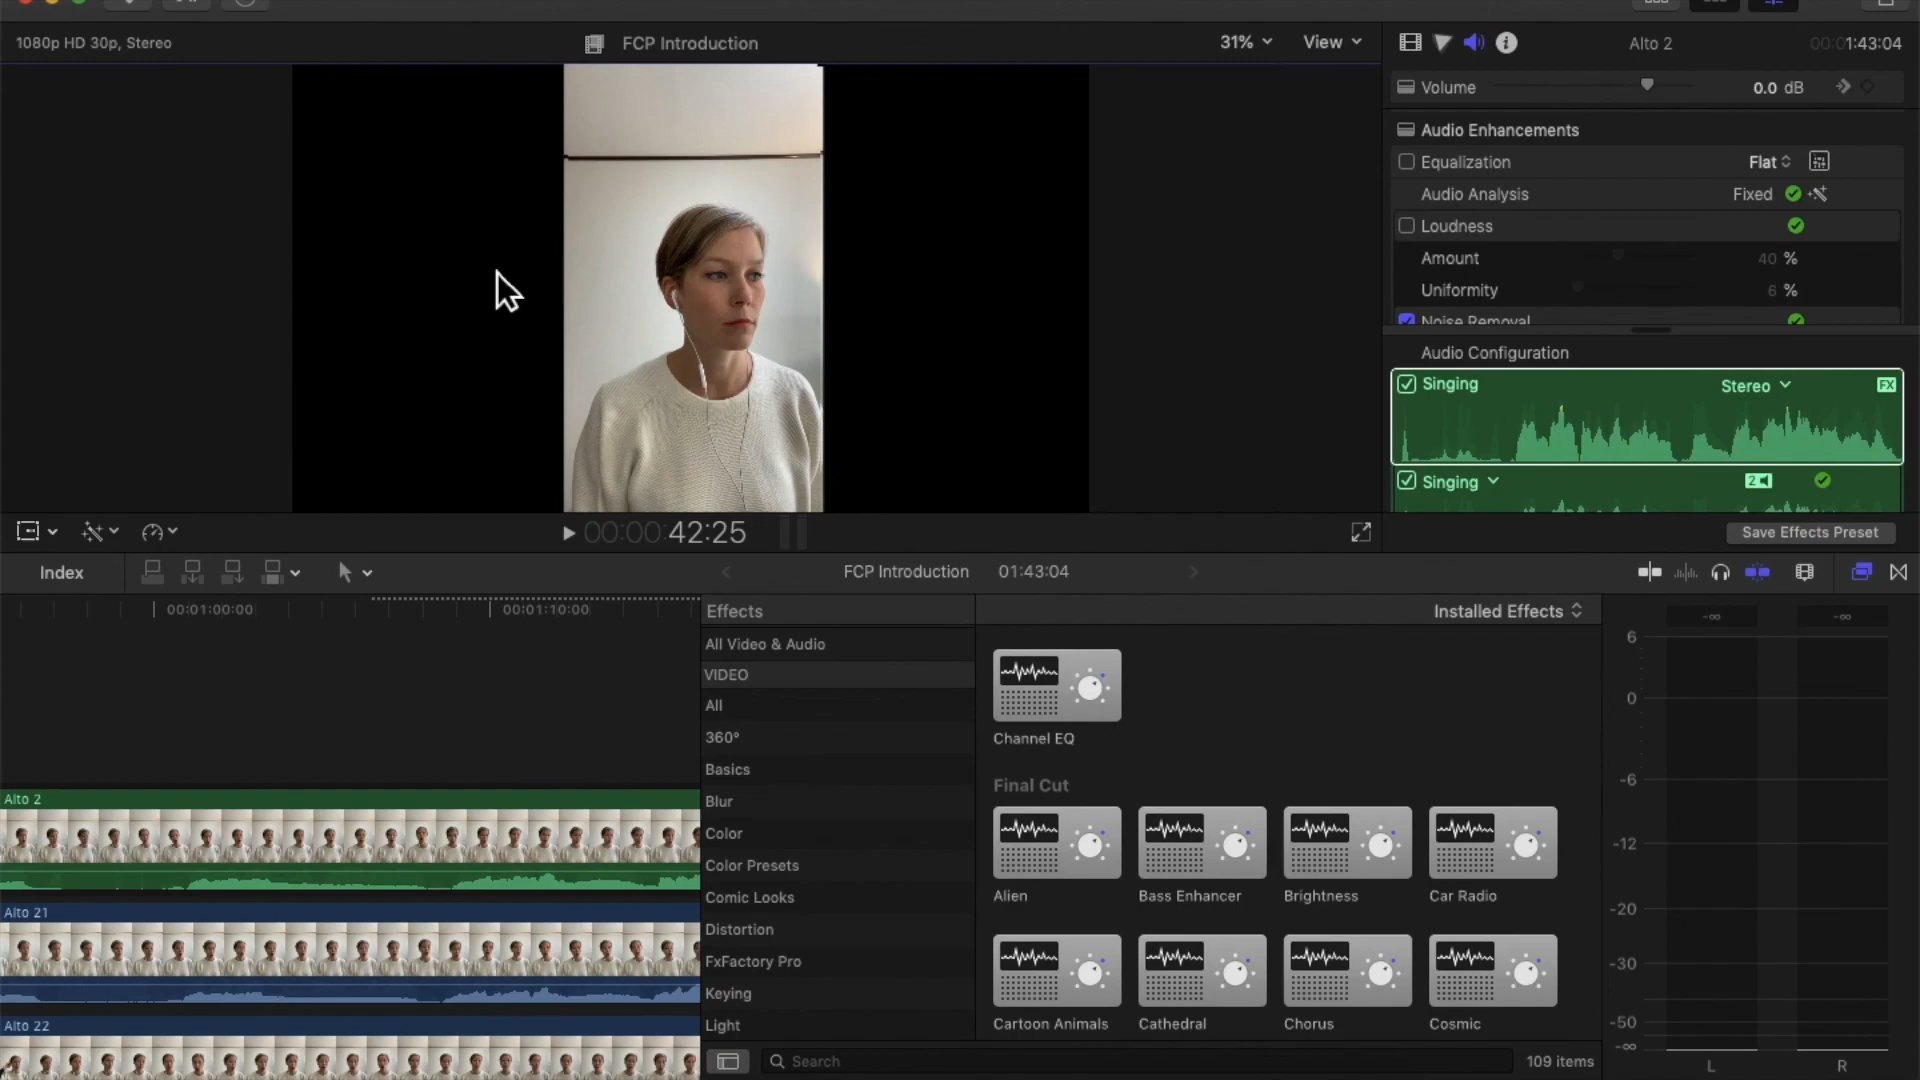 1080p HD 30p, Stereo
FCP Introduction
31%
View
Alto 2
00:01:43:04
Volume
0.0 dB
Audio Enhancements
Equalization
Flat
Audio Analysis
Fixed
Loudness
Amount
40 %
Uniformity
6 %
Noise Removal
Audio Configuration
Singing
Stereo
FX
Singing
2
00:00:42:25
Save Effects Preset
Index
FCP Introduction
01:43:04
00:01:00:00
00:01:10:00
Alto 2
Alto 21
Alto 22
Effects
Installed Effects
All Video & Audio
VIDEO
All
360°
Basics
Blur
Color
Color Presets
Comic Looks
Distortion
FxFactory Pro
Keying
Light
Channel EQ
Final Cut
Alien
Bass Enhancer
Brightness
Car Radio
Cartoon Animals
Cathedral
Chorus
Cosmic
Search
109 items
-∞
-∞
6
0
-6
-12
-20
-30
-50
-∞
L
R